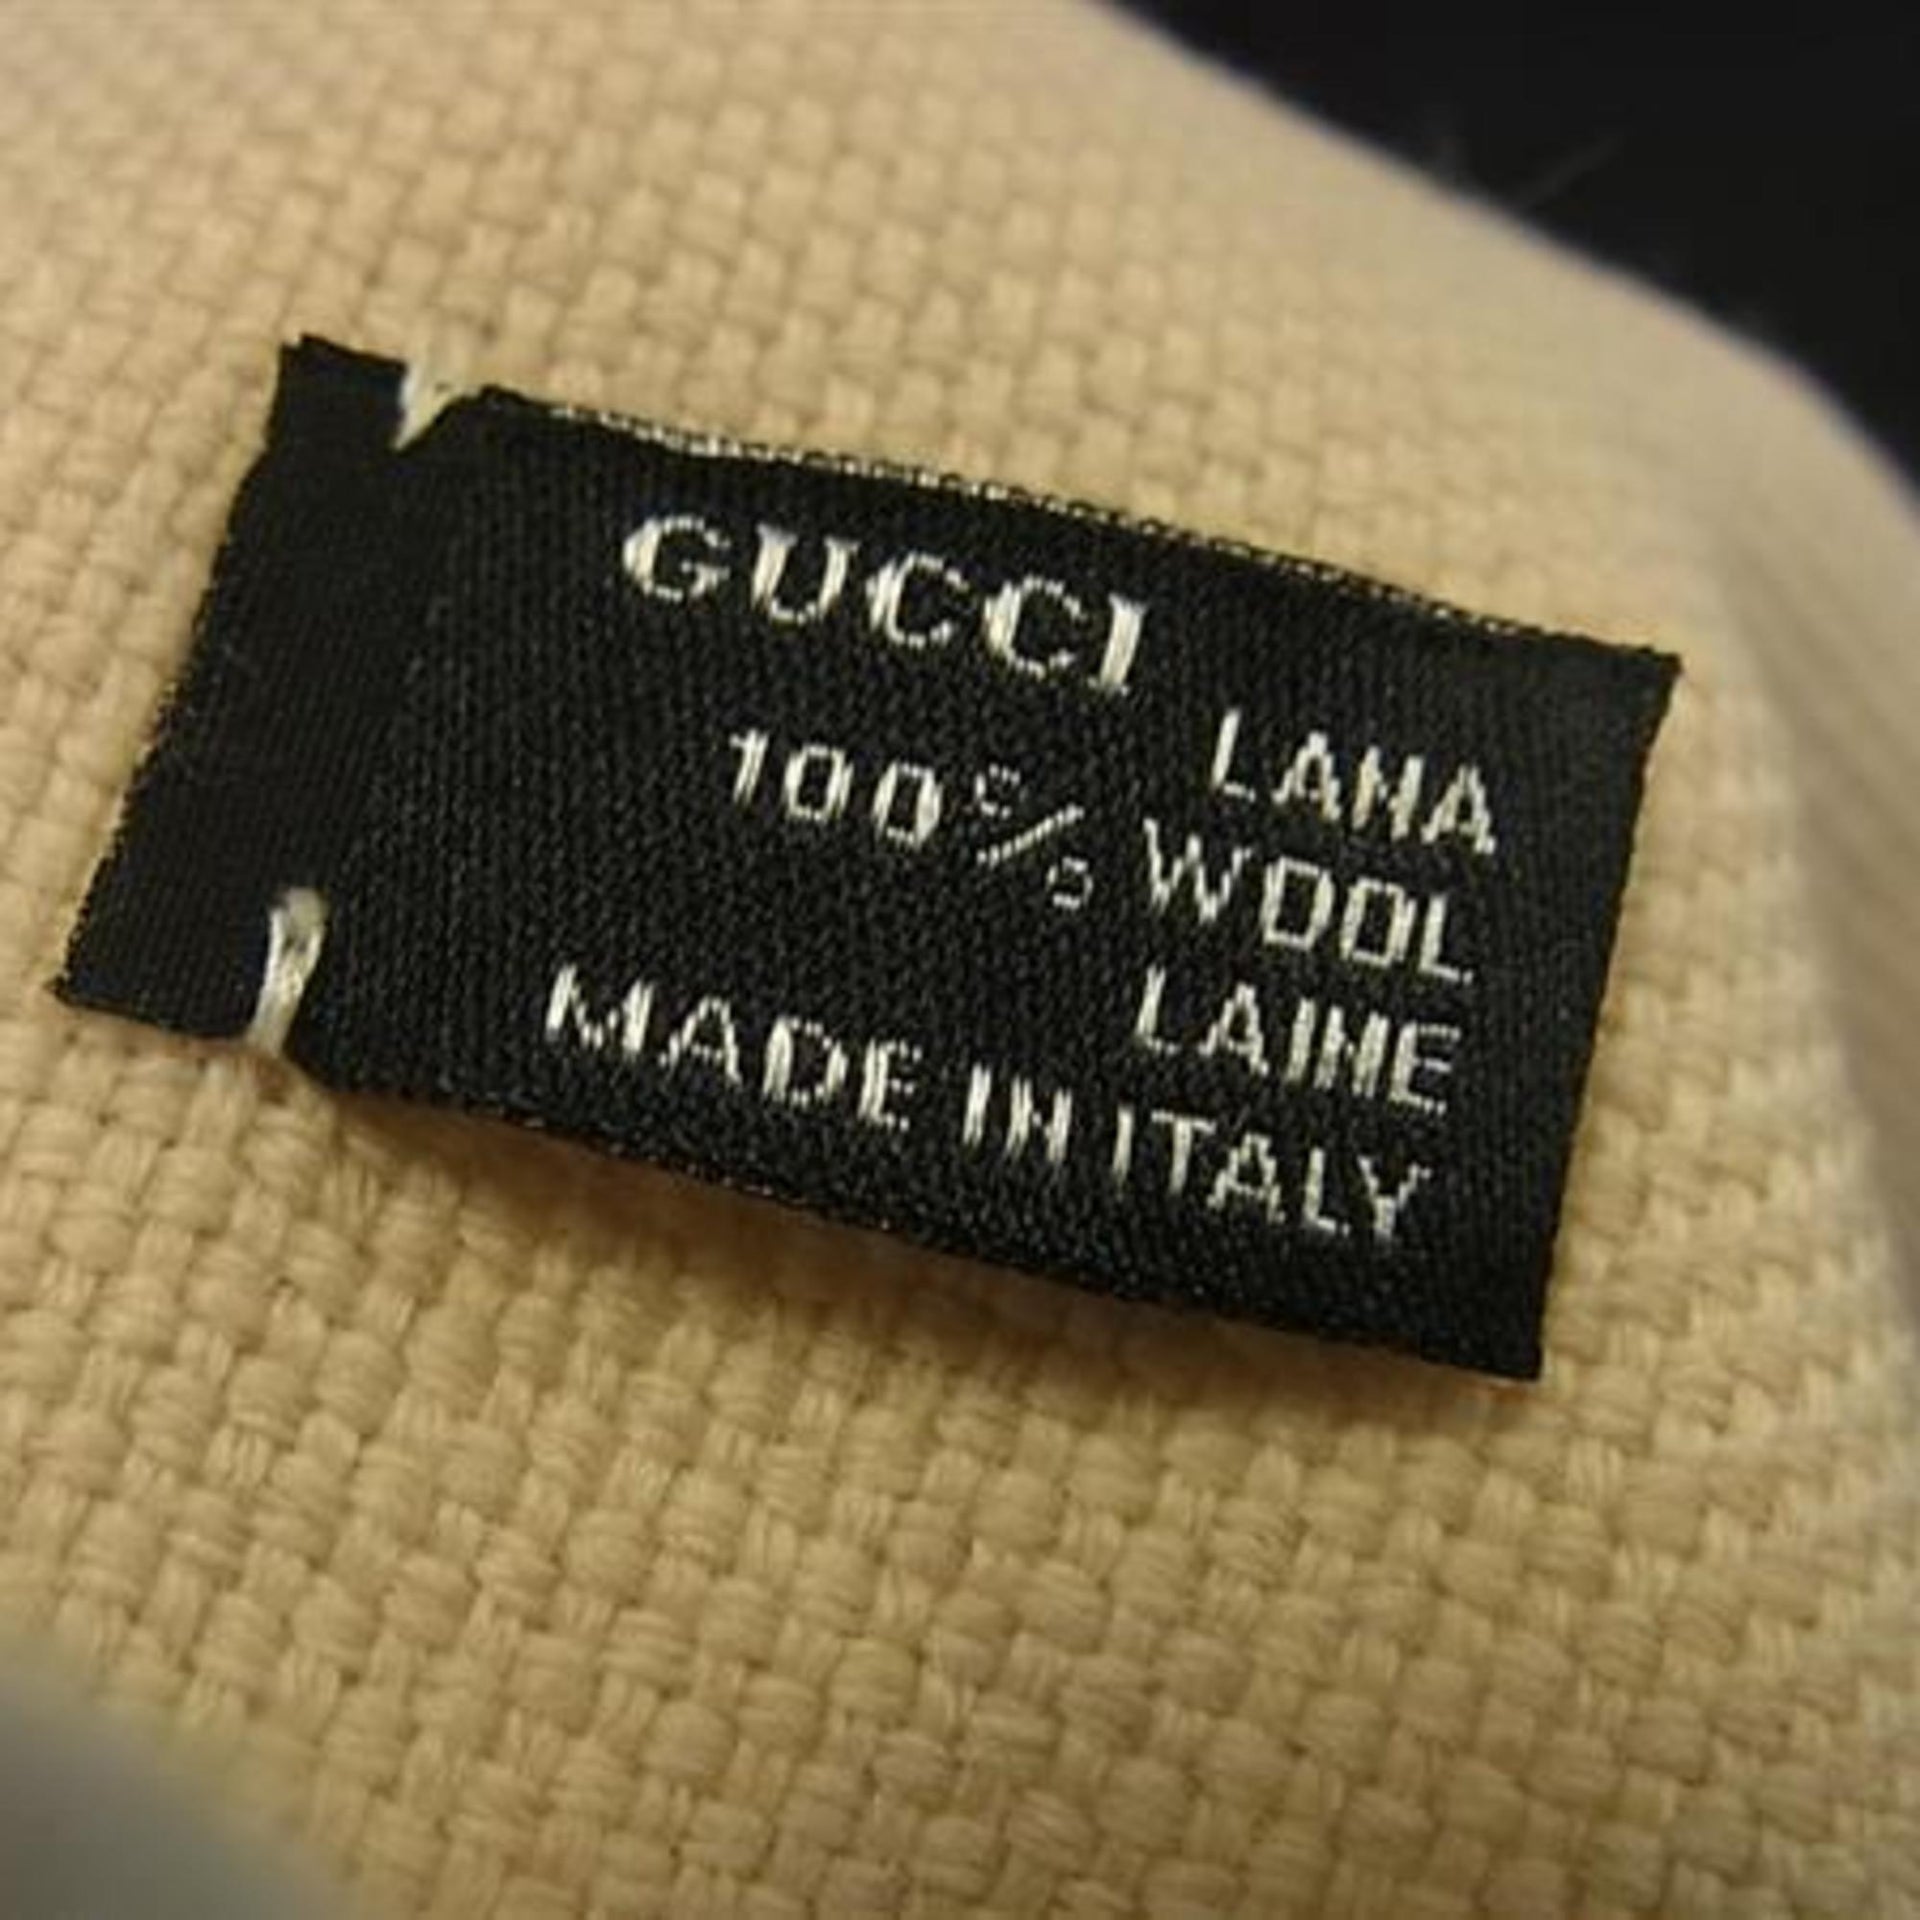 GUCCI
LANA
100% WOOL
LAINE
MADE IN ITALY